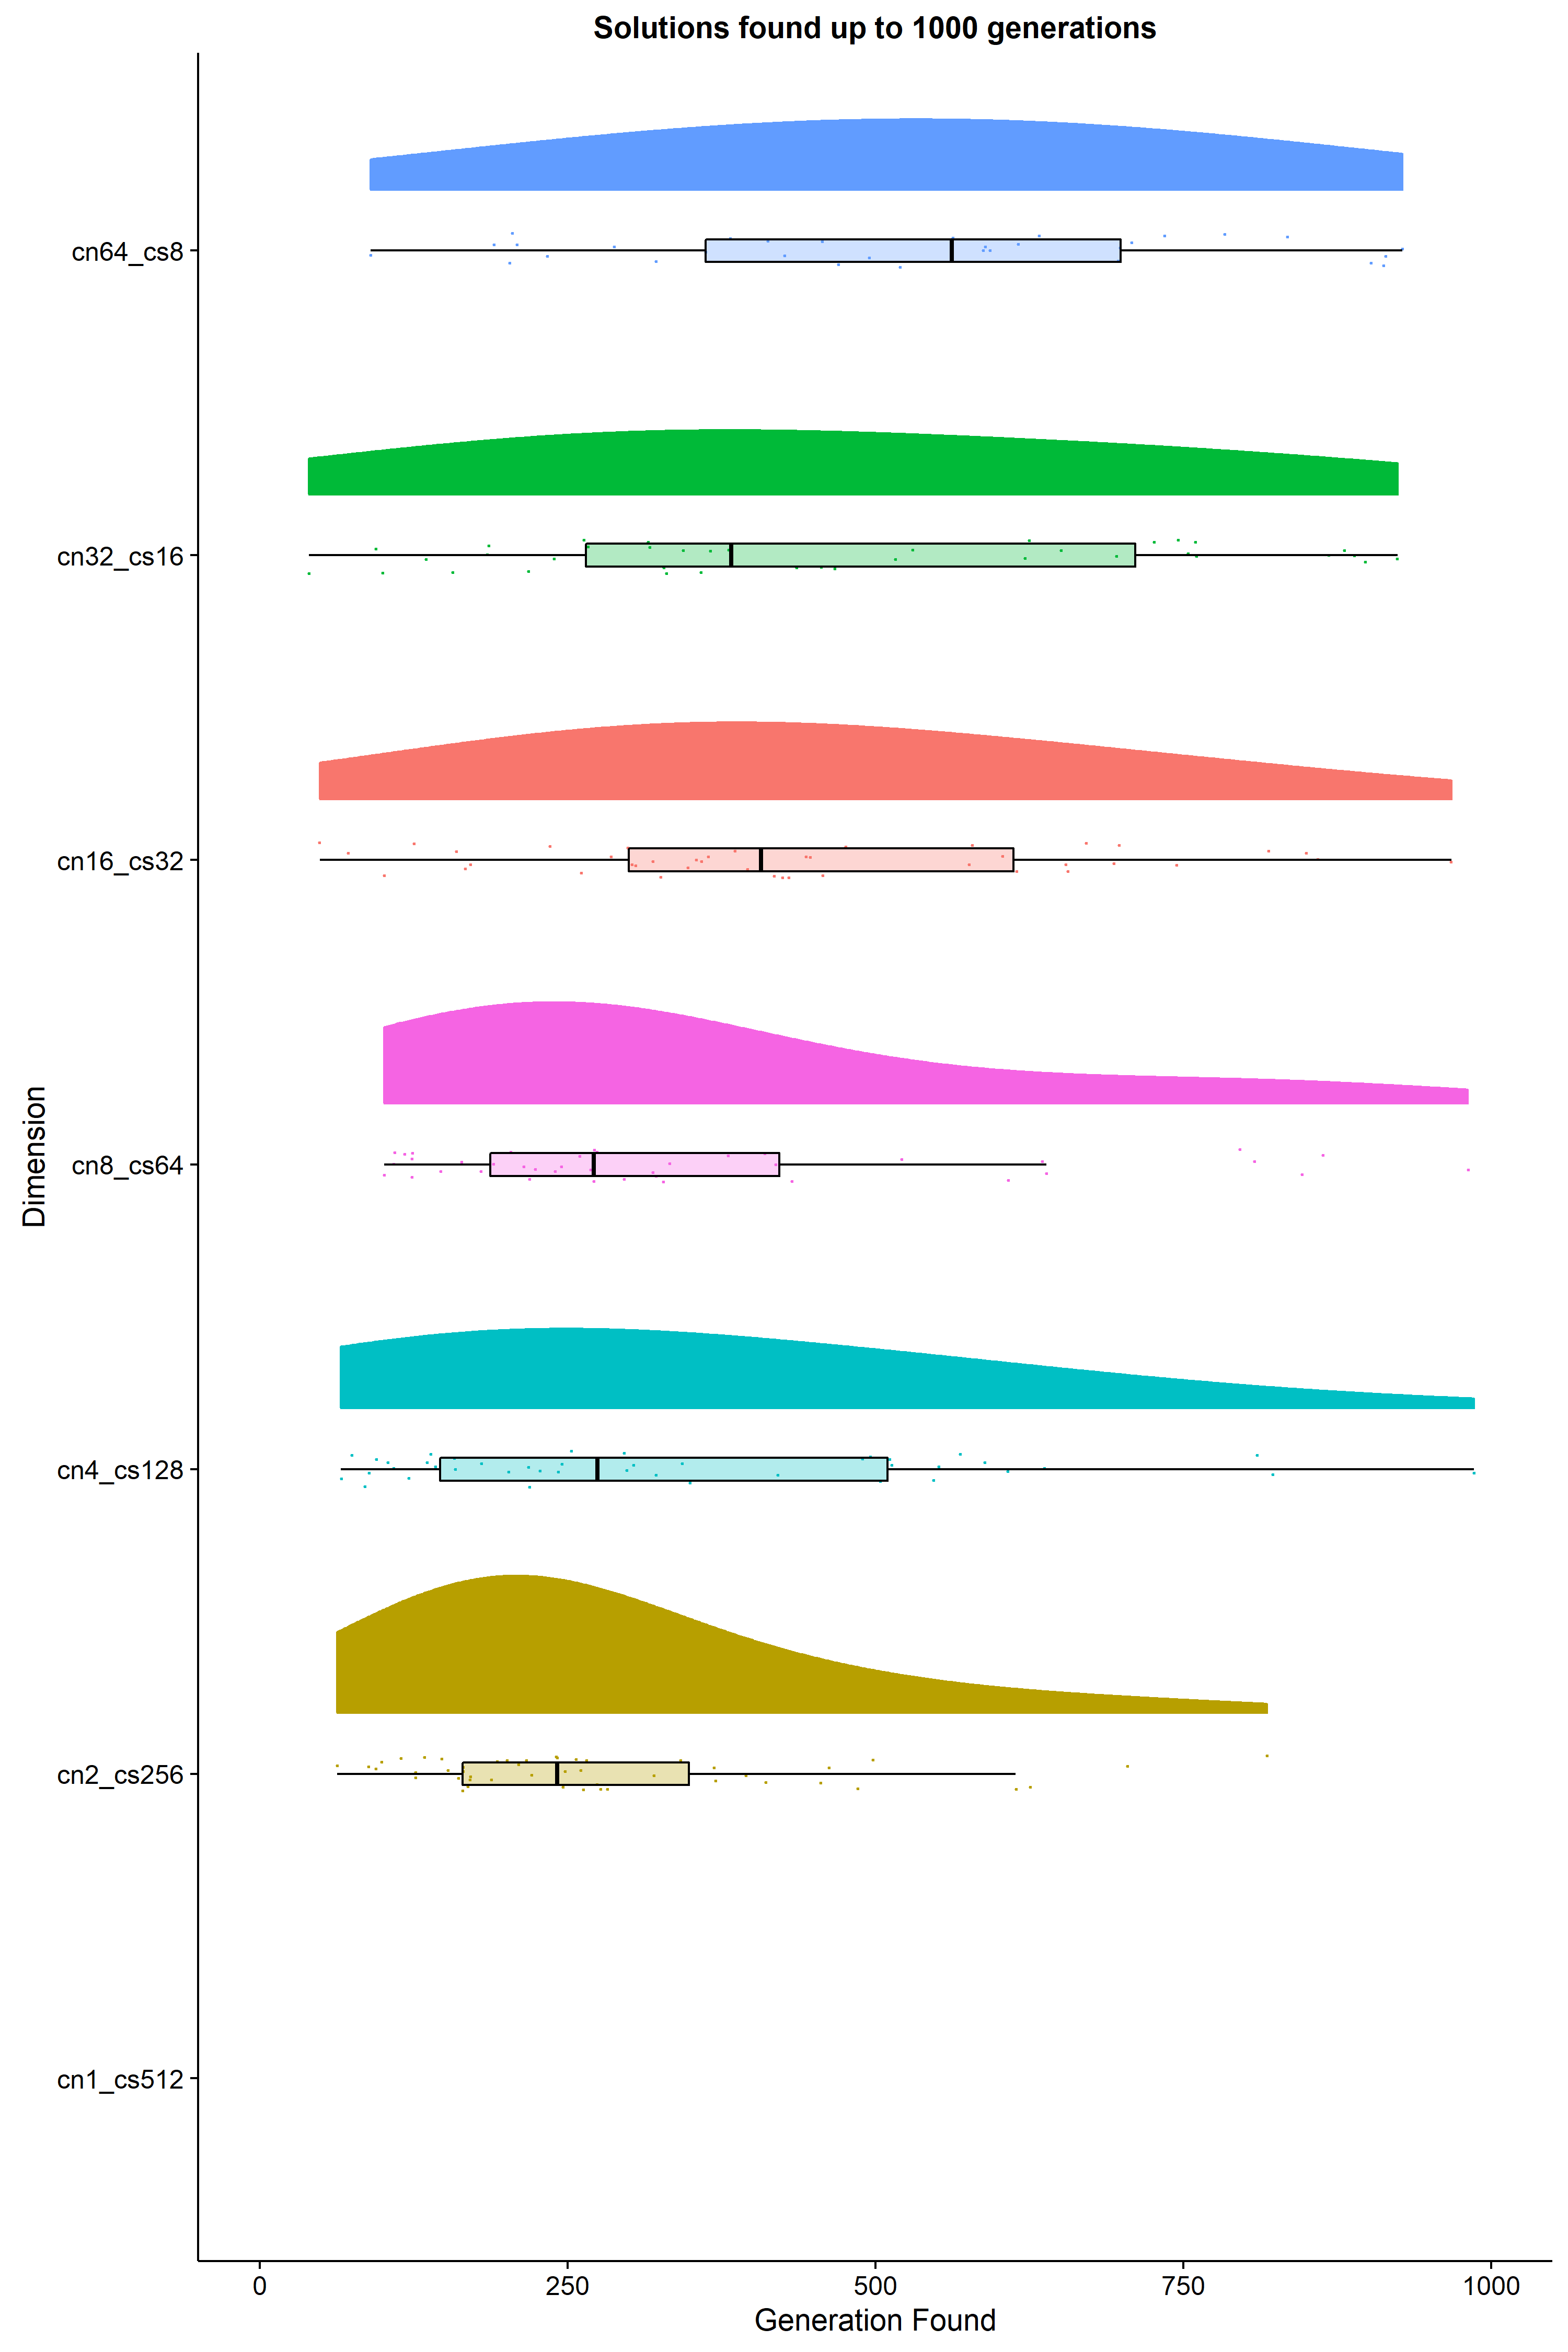 Solutions found up to 1000 generations
cn64_cs8
cn32_cs16
cn16_cs32
cn8_cs64
cn4_cs128
cn2_cs256
cn1_cs512
Dimension
0 250 500 750 1000
Generation Found